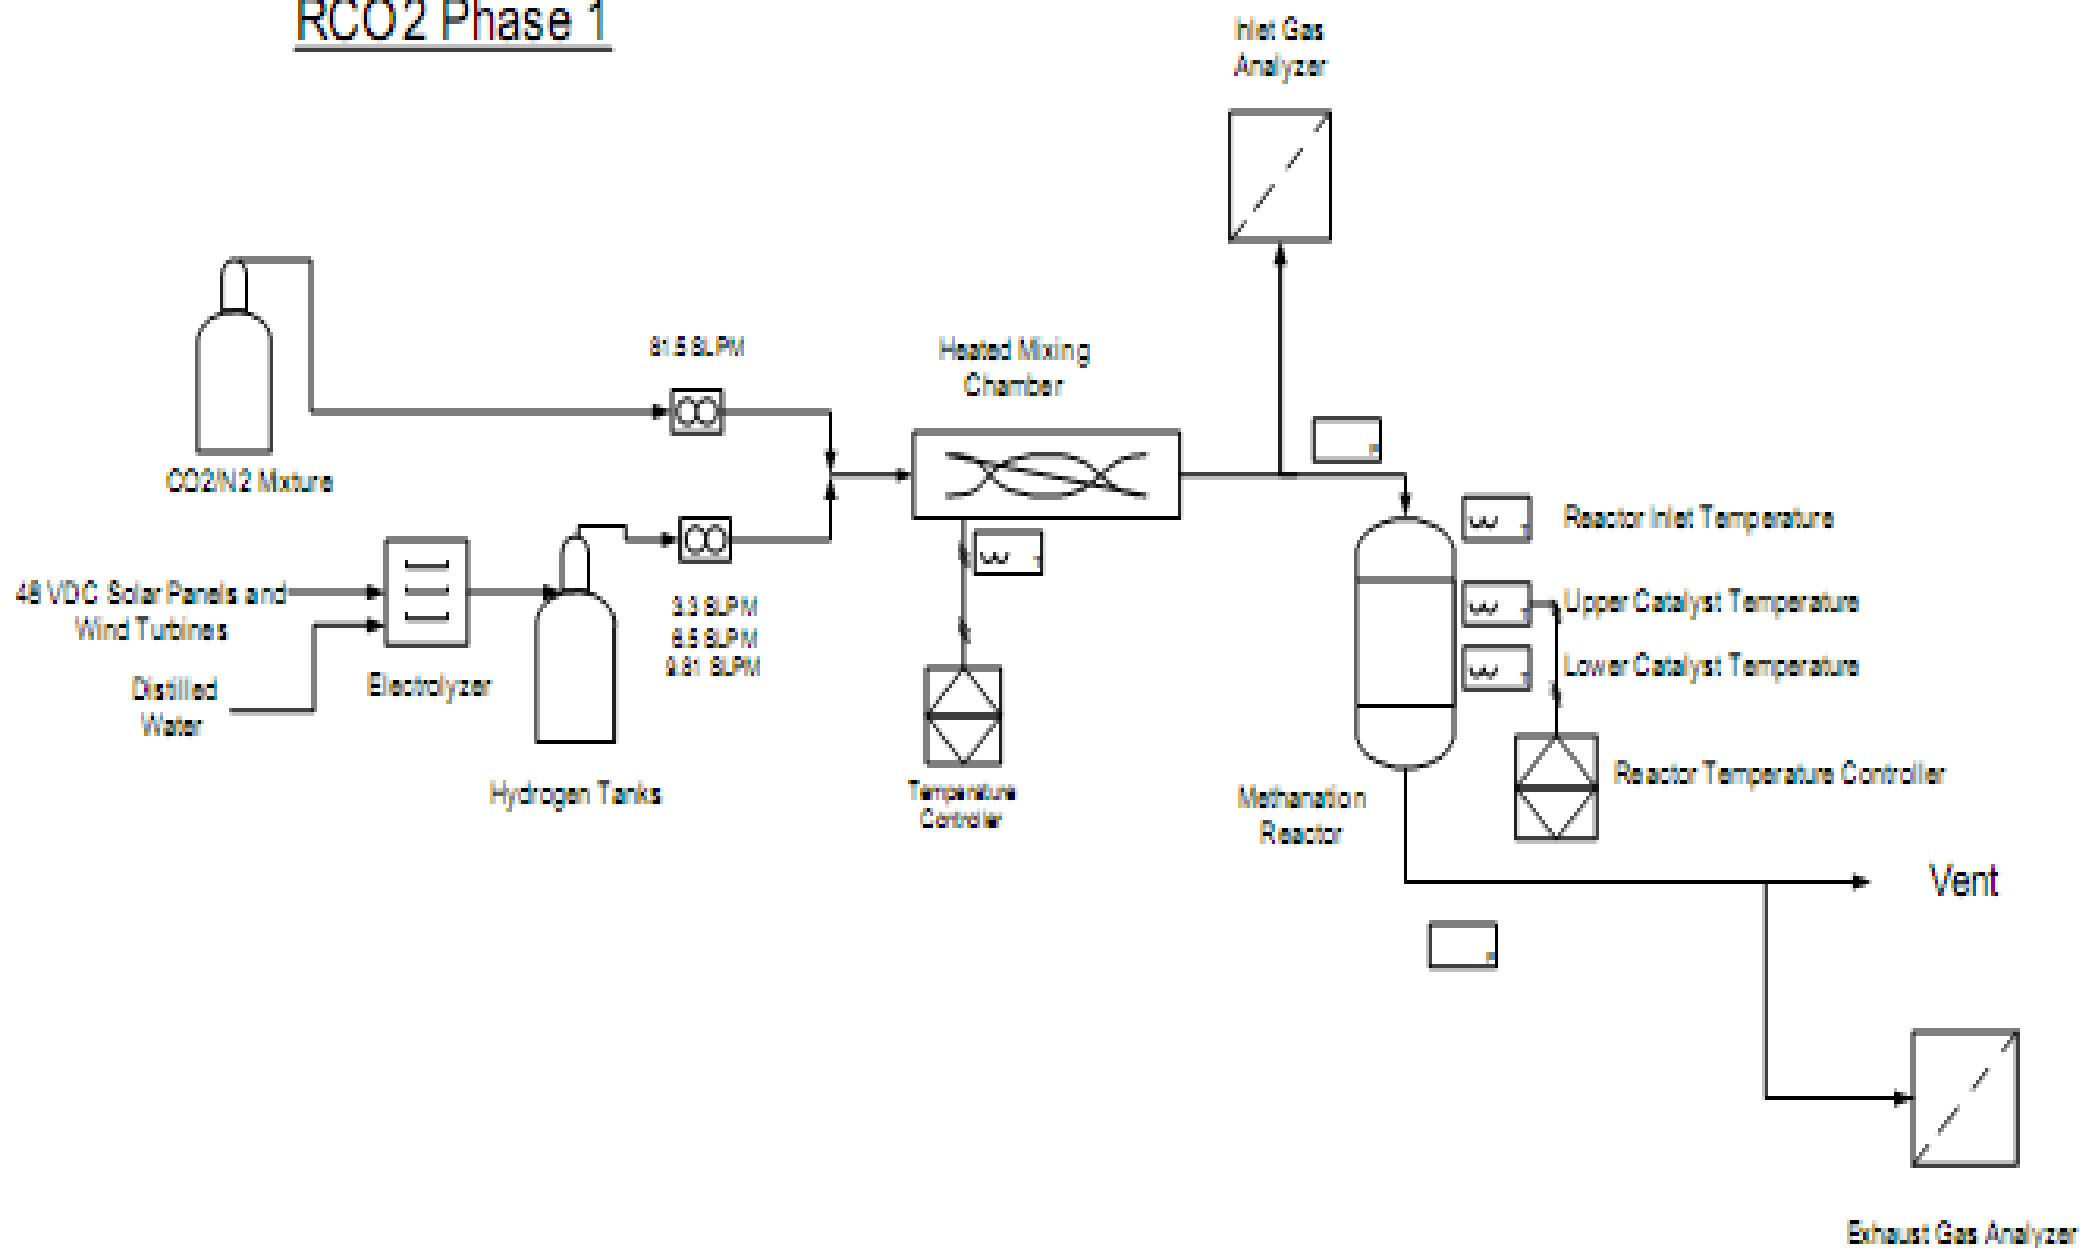 RCO2 Phase 1
Inlet Gas
Analyzer
81.5 SLPM
Heated Mixing
Chamber
CO2/N2 Mixture
Reactor Inlet Temperature
48 VDC Solar Panels and
Wind Turbines
3.3 SLPM
6.5 SLPM
9.81 SLPM
Upper Catalyst Temperature
Lower Catalyst Temperature
Distilled
Water
Electrolyzer
Hydrogen Tanks
Temperature
Controller
Methanation
Reactor
Reactor Temperature Controller
Vent
Exhaust Gas Analyzer